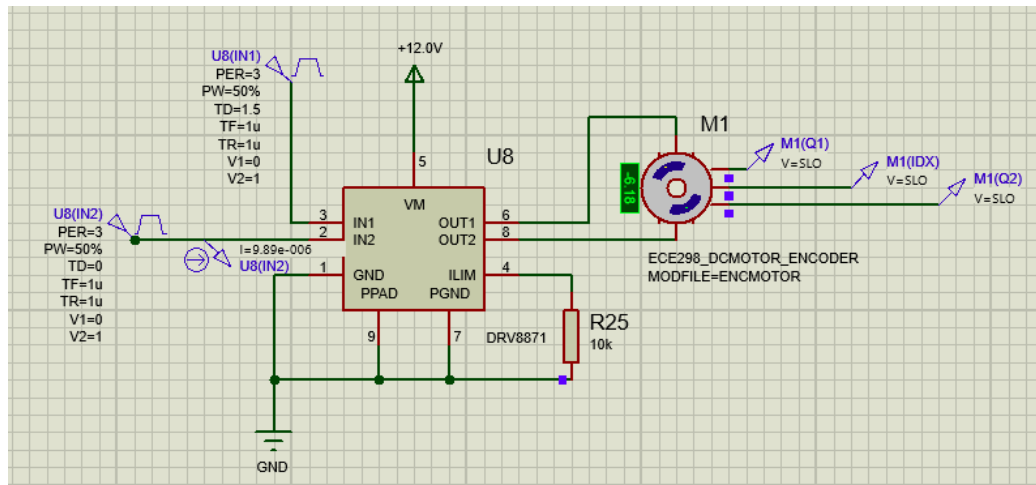 +12.0V
U8(IN1)
PER=3
PW=50%
TD=1.5
TF=1u
TR=1u
V1=0
V2=1
U8(IN2)
PER=3
PW=50%
TD=0
TF=1u
TR=1u
V1=0
V2=1
I=9.89e-006
U8(IN2)
U8
5
VM
3
IN1
2
IN2
1
GND
PPAD
9
OUT1
6
OUT2
8
ILIM
4
PGND
7
DRV8871
R25
10k
GND
M1
-6.18
M1(Q1)
V=SLO
M1(IDX)
V=SLO
M1(Q2)
V=SLO
ECE298_DCMOTOR_ENCODER
MODFILE=ENCMOTOR